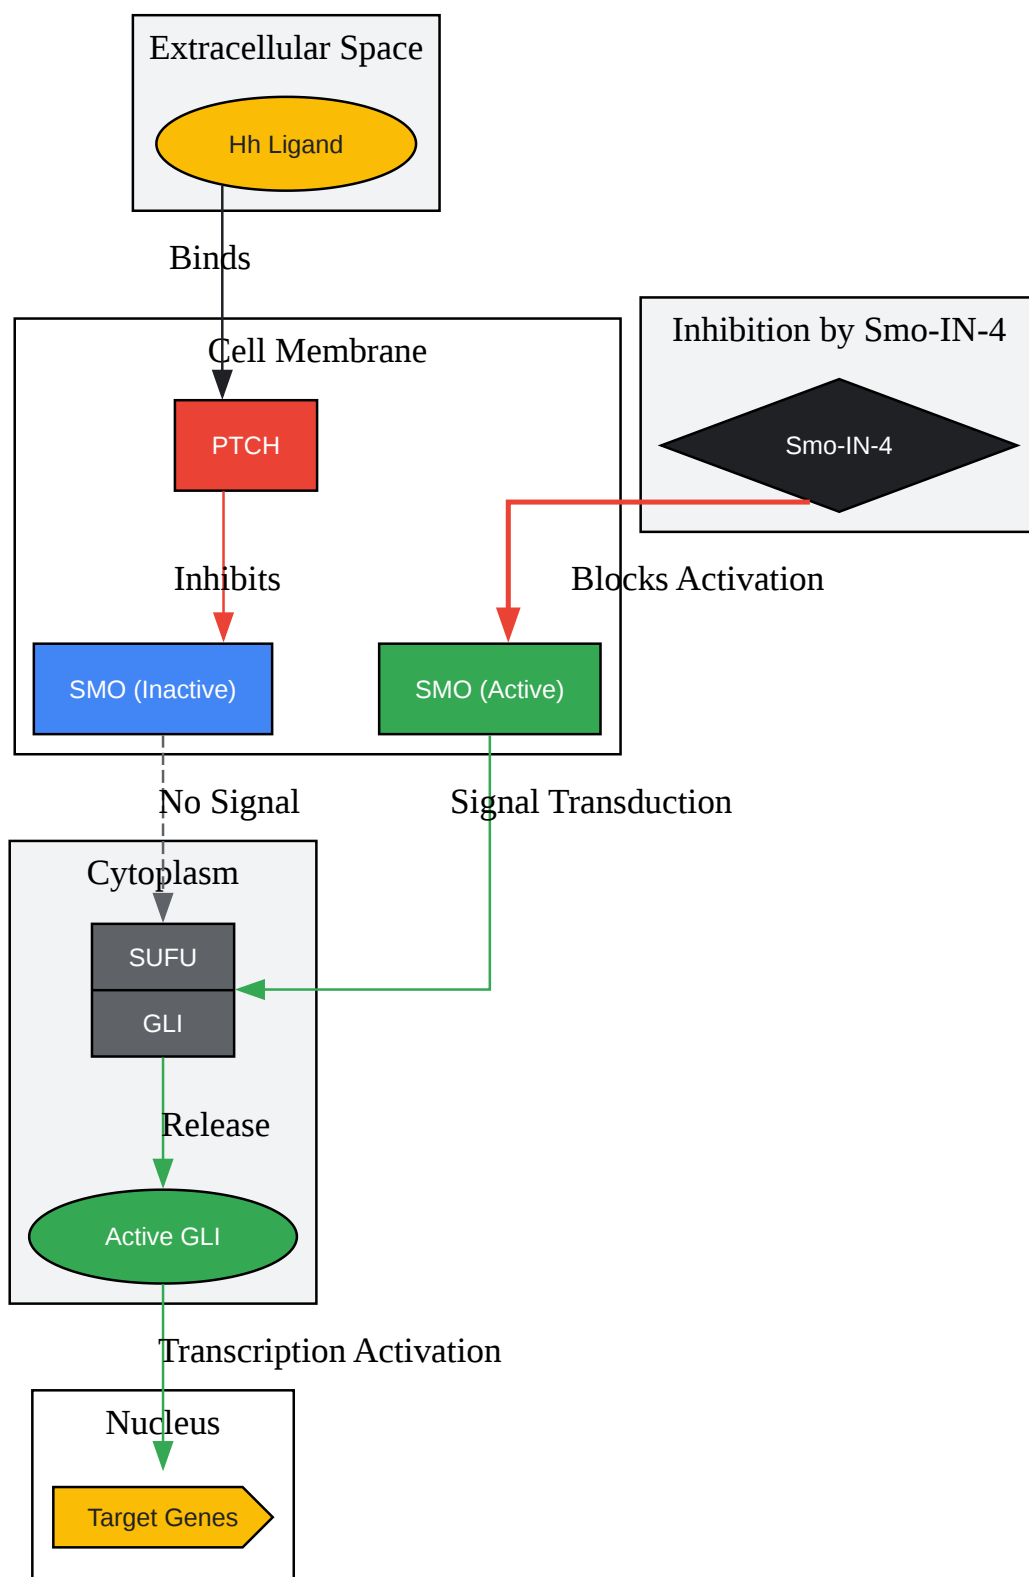 Extracellular Space
Hh Ligand
Binds
Cell Membrane
Inhibition by Smo-IN-4
PTCH
Smo-IN-4
Inhibits
Blocks Activation
SMO (Inactive)
SMO (Active)
No Signal
Signal Transduction
Cytoplasm
SUFU
GLI
Release
Active GLI
Transcription Activation
Nucleus
Target Genes